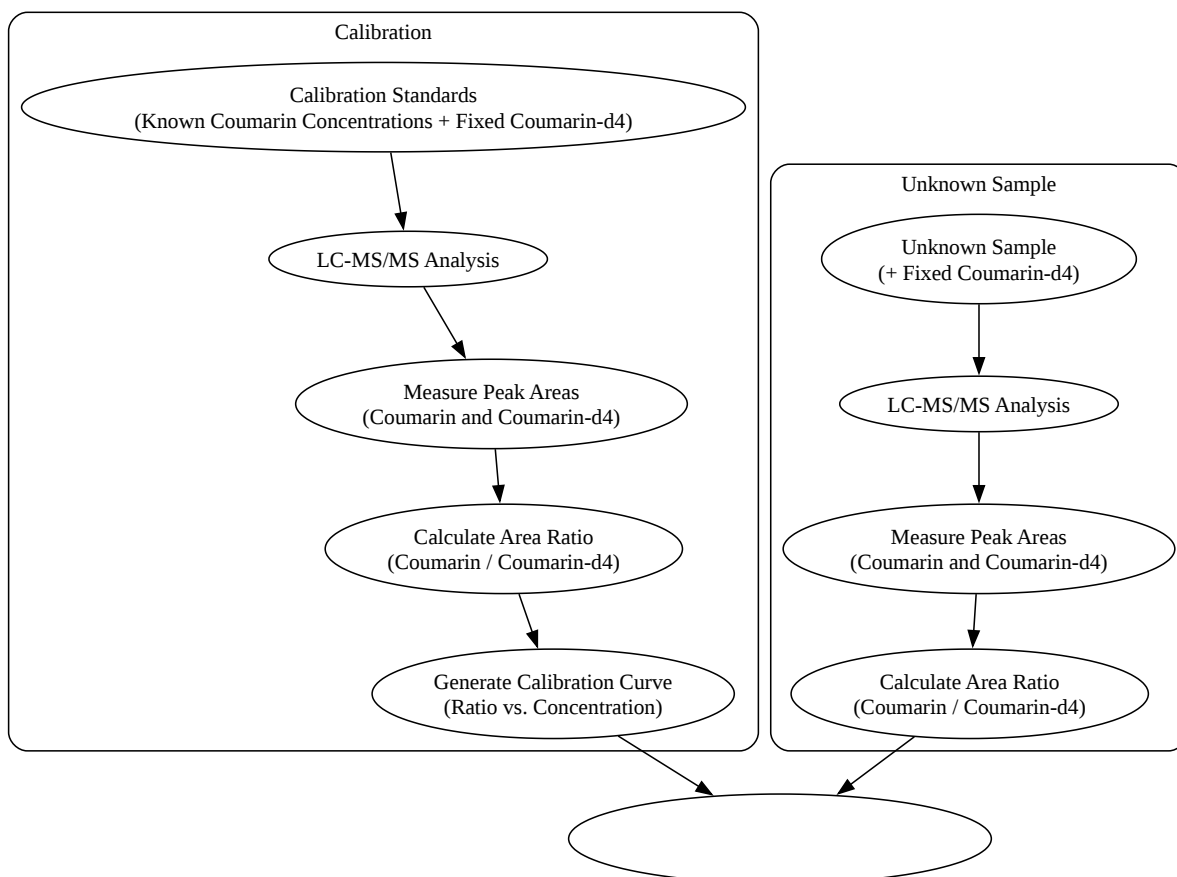 Calibration
Calibration Standards
(Known Coumarin Concentrations + Fixed Coumarin-d4)
LC-MS/MS Analysis
Measure Peak Areas
(Coumarin and Coumarin-d4)
Calculate Area Ratio
(Coumarin / Coumarin-d4)
Generate Calibration Curve
(Ratio vs. Concentration)
Unknown Sample
Unknown Sample
(+ Fixed Coumarin-d4)
LC-MS/MS Analysis
Measure Peak Areas
(Coumarin and Coumarin-d4)
Calculate Area Ratio
(Coumarin / Coumarin-d4)